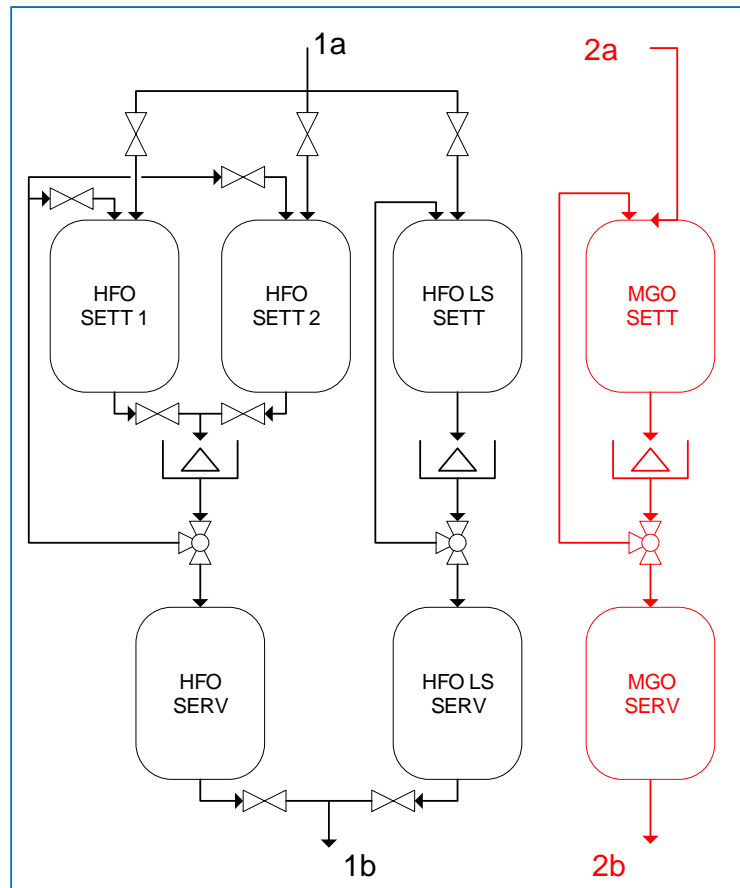 1a
2a
HFO
SETT 1
HFO
SETT 2
HFO LS
SETT
MGO
SETT
HFO
SERV
HFO LS
SERV
MGO
SERV
1b
2b